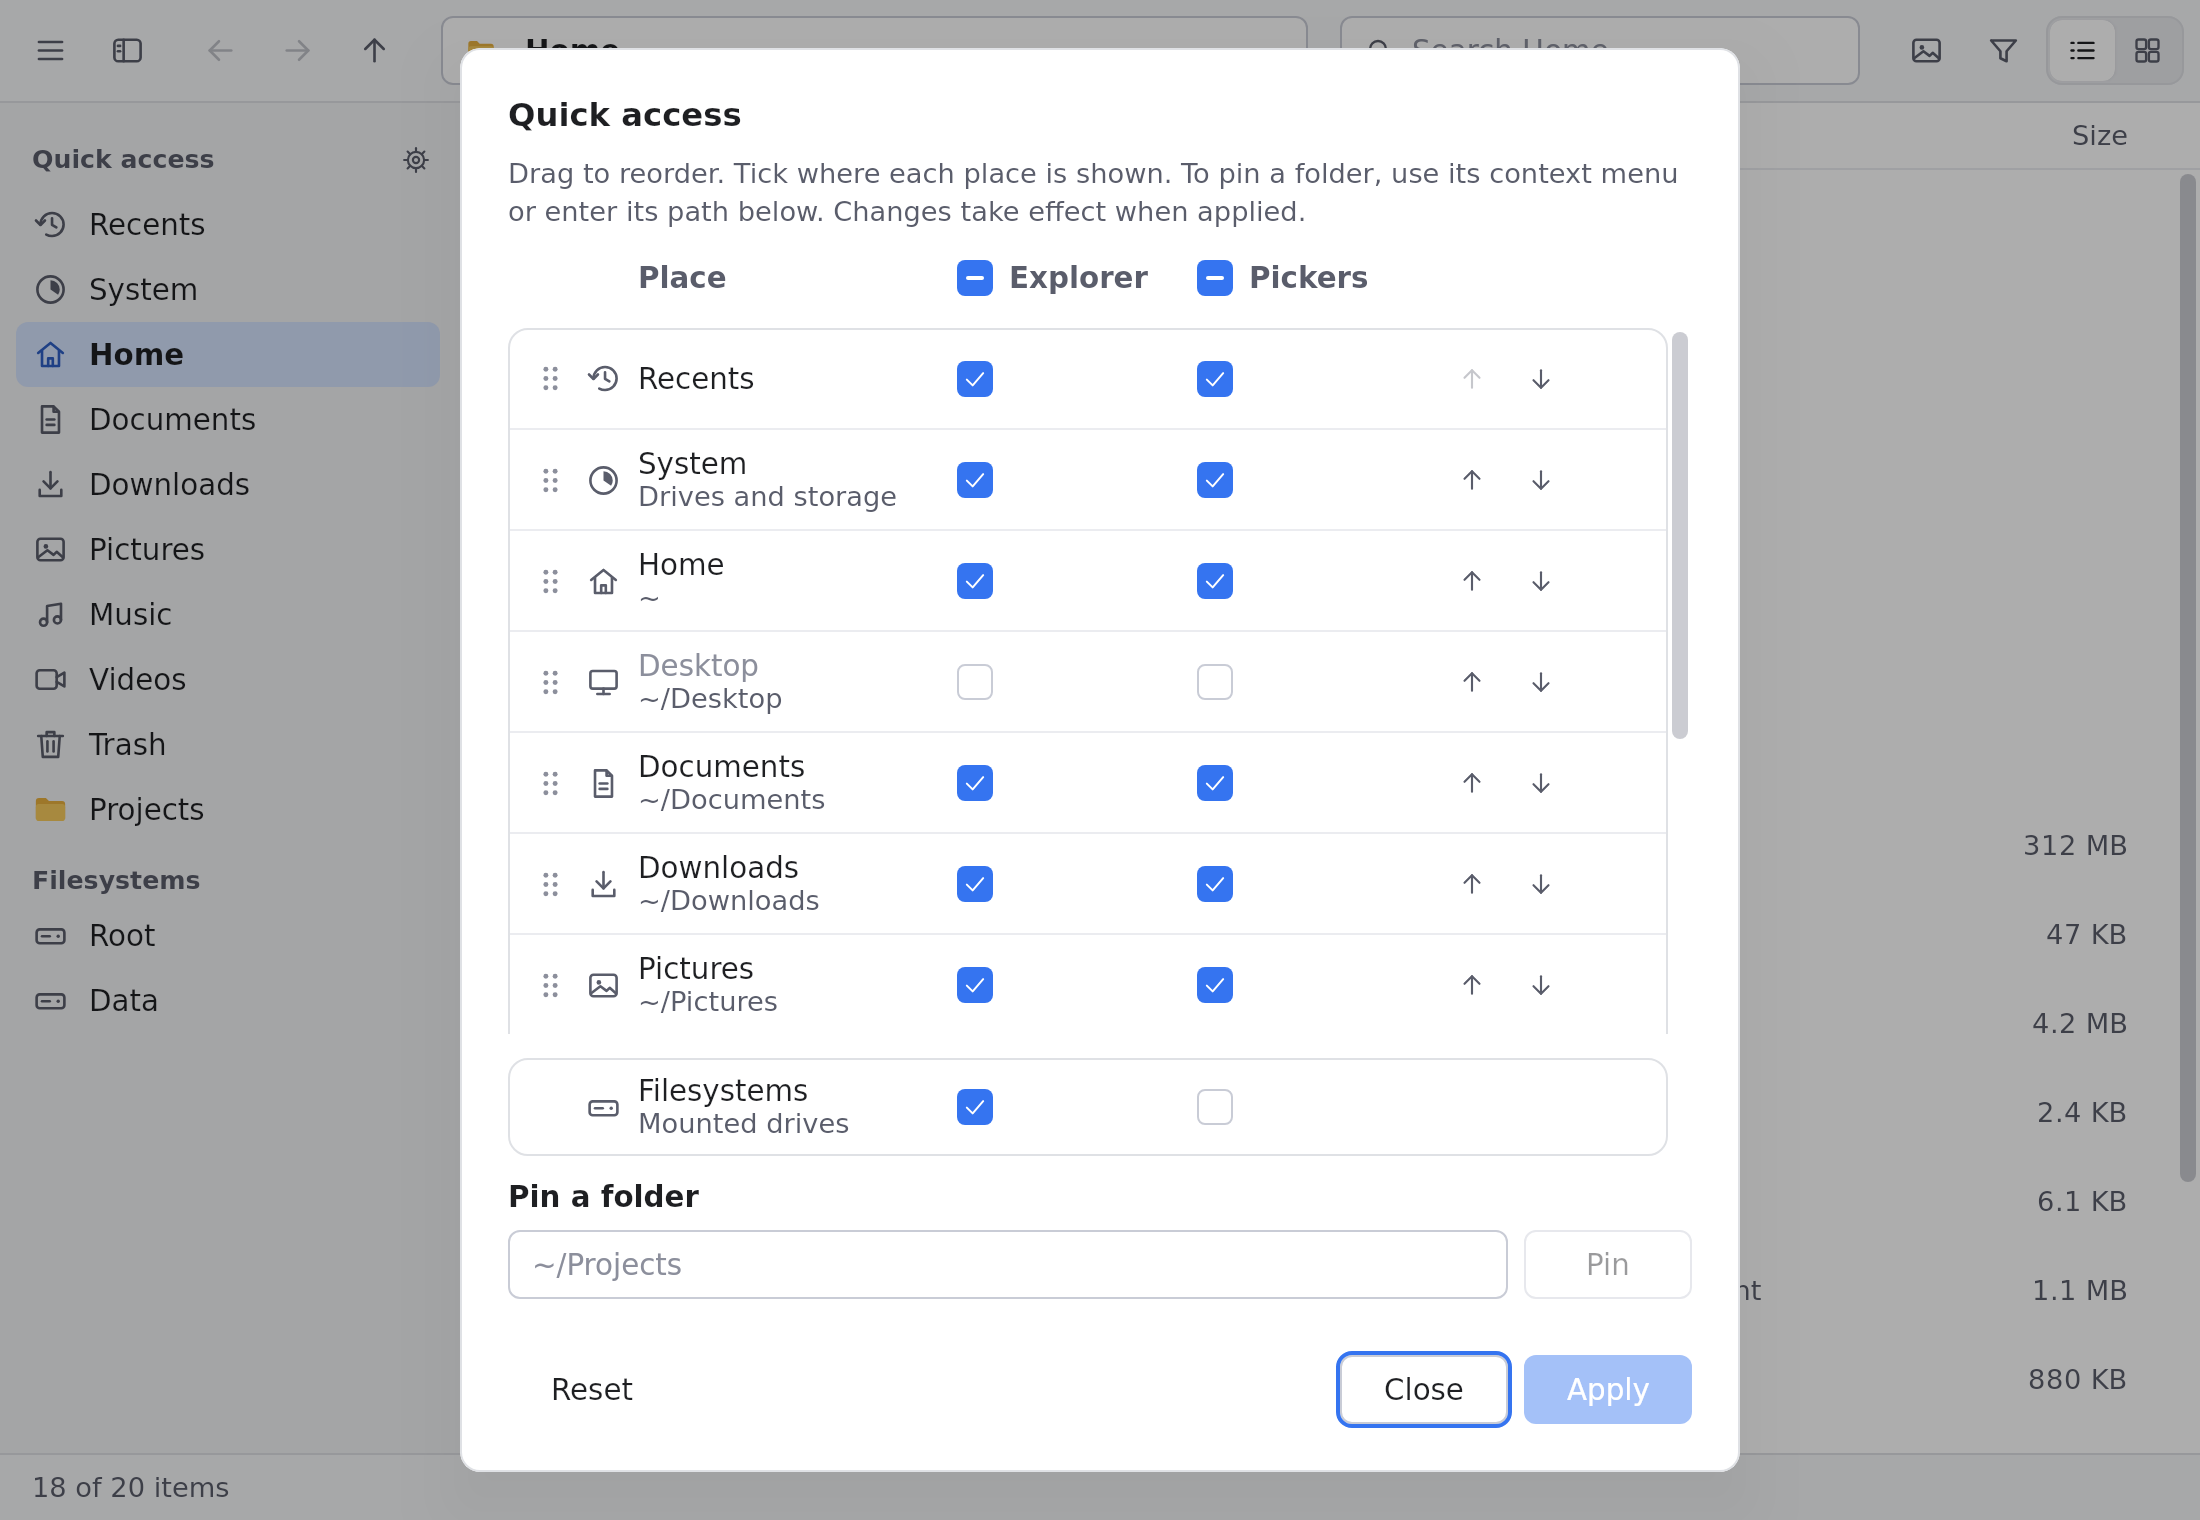 Home
Search Home
Quick access
Recents
System
Home
Documents
Downloads
Pictures
Music
Videos
Trash
Projects
Filesystems
Root
Data
18 of 20 items
Quick access
Drag to reorder. Tick where each place is shown. To pin a folder, use its context menu
or enter its path below. Changes take effect when applied.
Place Explorer Pickers
Recents
System
Drives and storage
Home
~
Desktop
~/Desktop
Documents
~/Documents
Downloads
~/Downloads
Pictures
~/Pictures
Filesystems
Mounted drives
Pin a folder
~/Projects
Pin
Reset
Close
Apply
Size
312 MB
47 KB
4.2 MB
2.4 KB
6.1 KB
1.1 MB
880 KB